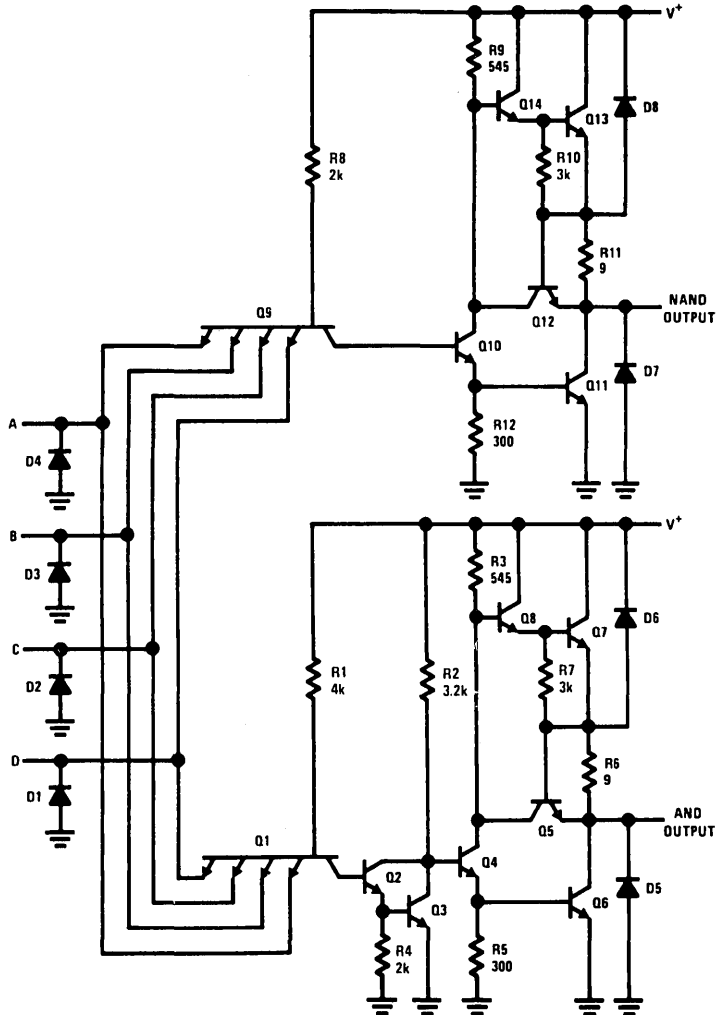 V+
R9
545
Q14
Q13
D8
R8
2k
R10
3k
R11
9
Q9
Q12
NAND
OUTPUT
Q10
Q11
D7
A
R12
300
D4
B
V+
D3
R3
545
Q8
Q7
D6
C
R1
4k
R2
3.2k
R7
3k
D2
R6
9
D
D1
AND
OUTPUT
Q1
Q5
Q2
Q4
Q3
Q6
D5
R4
2k
R5
300